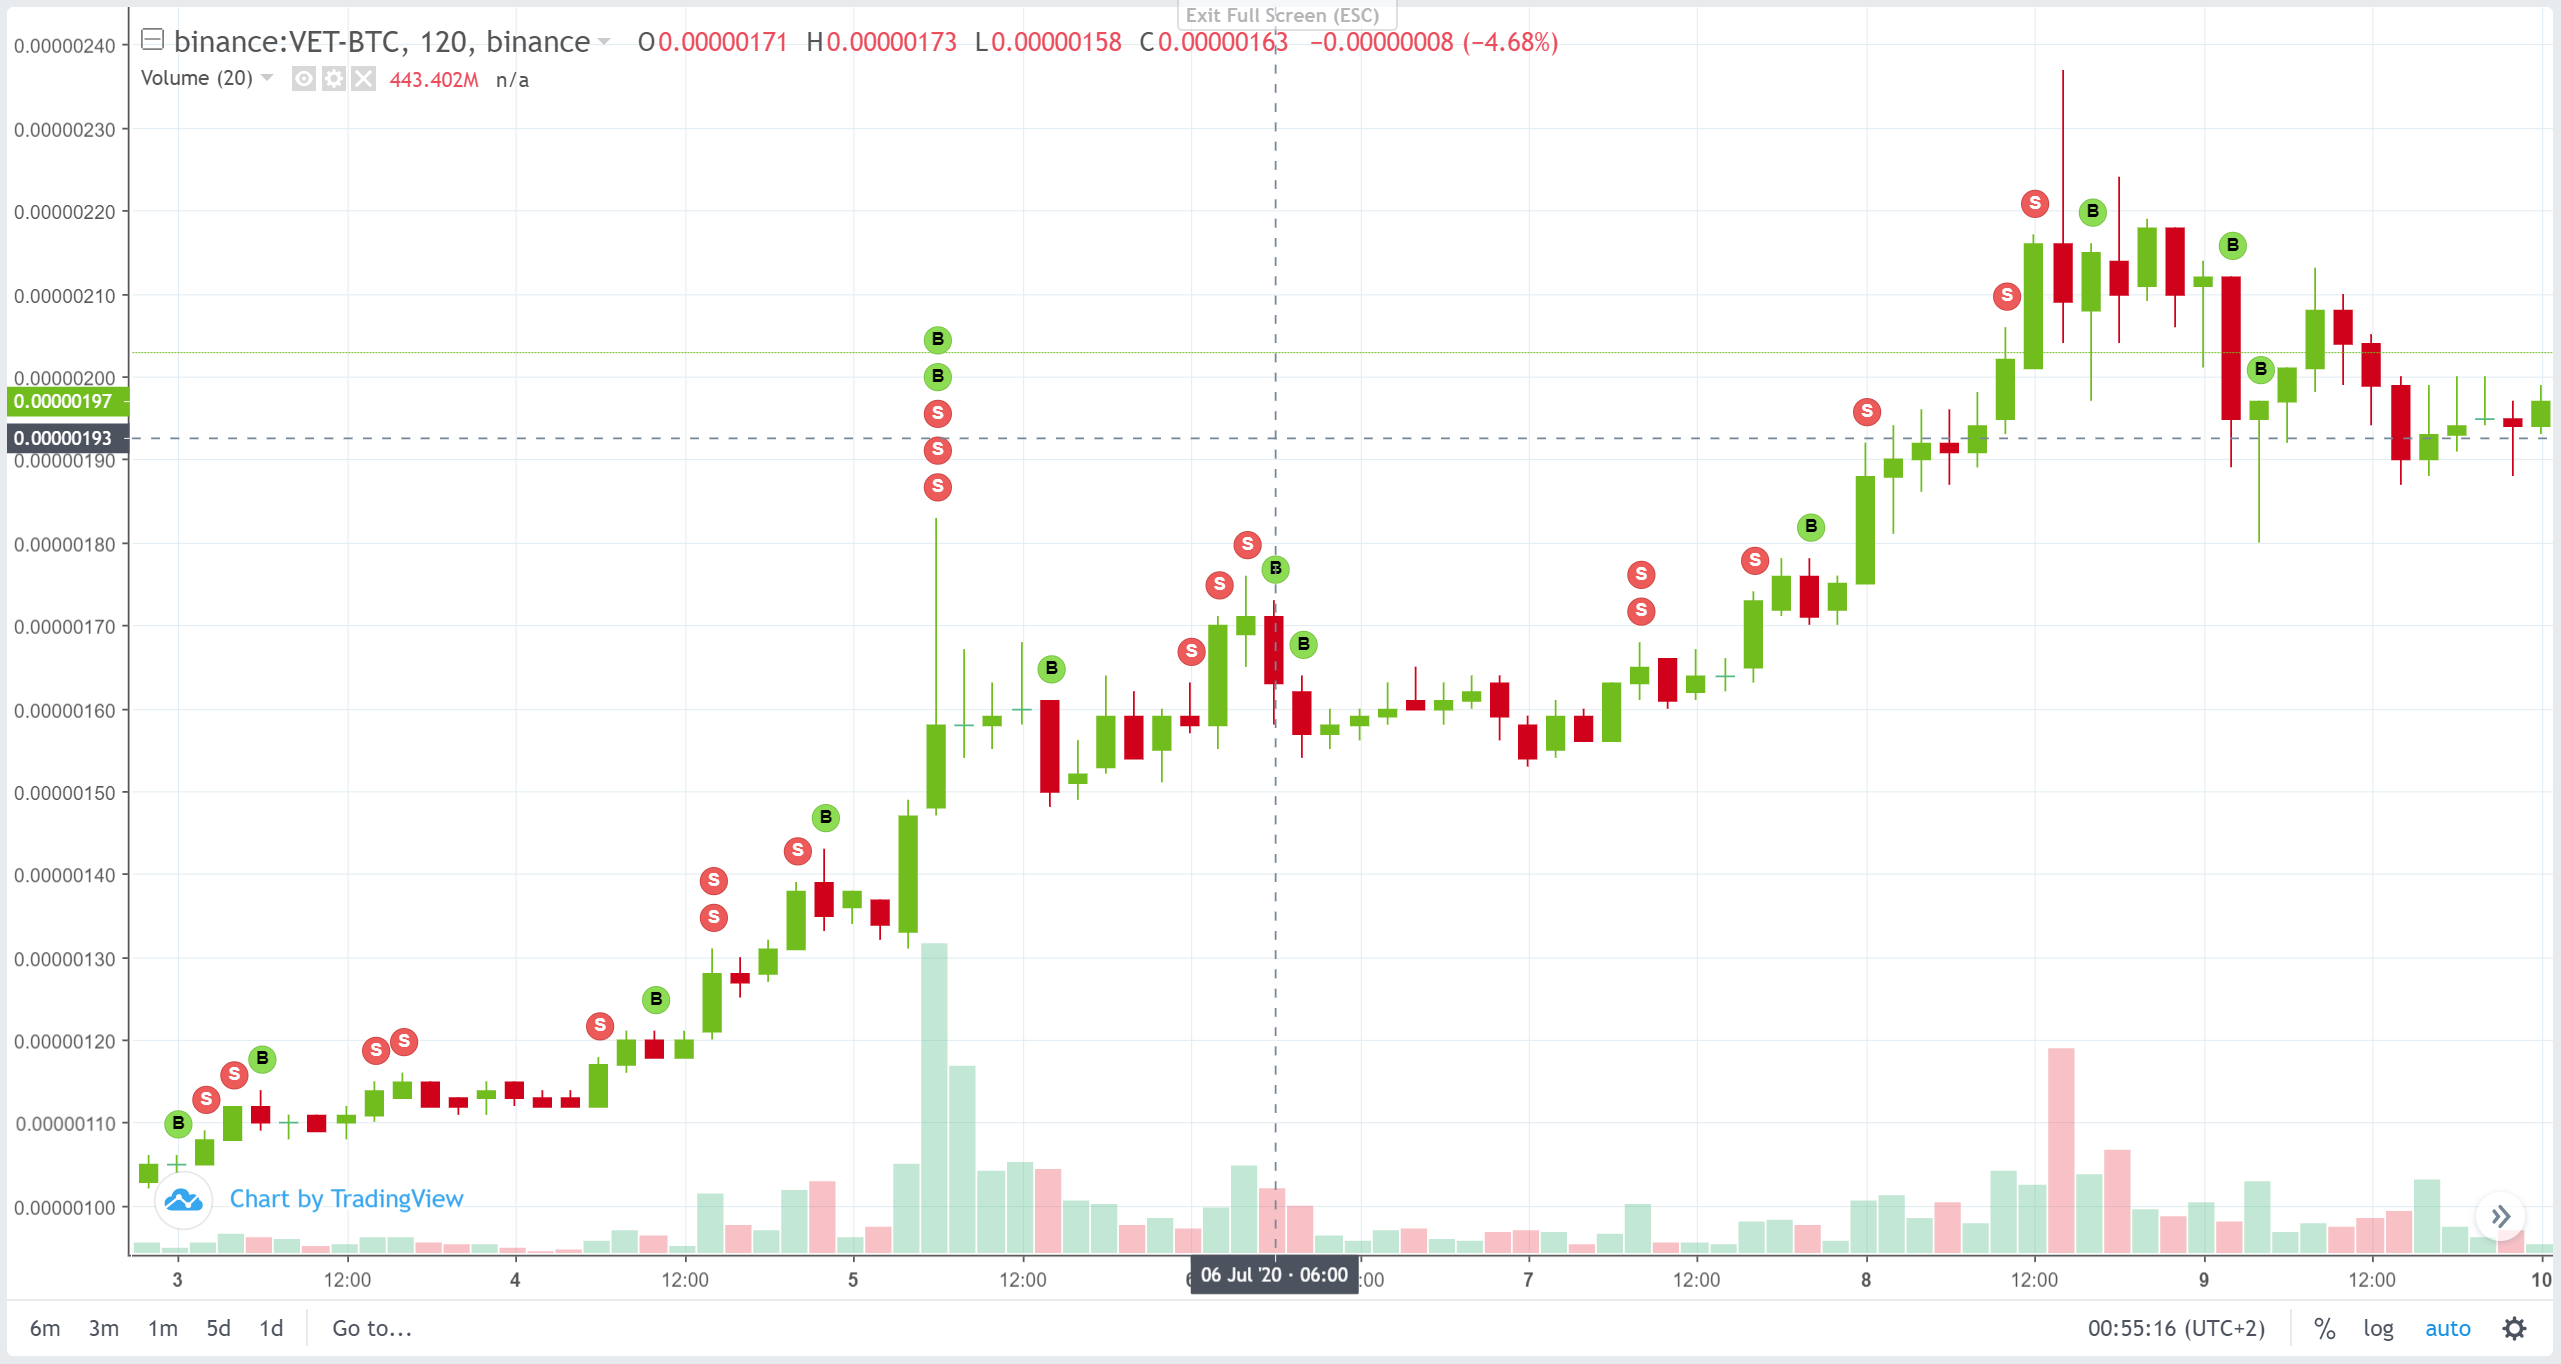 Exit Full Screen (ESC)
binance:VET-BTC, 120, binance O0.00000171 H0.00000173 L0.00000158 C0.00000163 −0.00000008 (−4.68%)
Volume (20) 443.402M n/a
0.00000240
0.00000230
0.00000220
0.00000210
0.00000200
0.00000197
0.00000193
0.00000190
0.00000180
0.00000170
0.00000160
0.00000150
0.00000140
0.00000130
0.00000120
0.00000110
0.00000100
S
B
B
S
B
B
B
S
S
S
S
B
S
B
S
S
B
S
S
S
B
S
B
S
B
S
S
B
S
S
S
S
B
S
S
B
Chart by TradingView
3 12:00 4 12:00 5 12:00 06 Jul '20 · 06:00 :00 7 12:00 8 12:00 9 12:00 10
6m 3m 1m 5d 1d Go to... 00:55:16 (UTC+2) % log auto